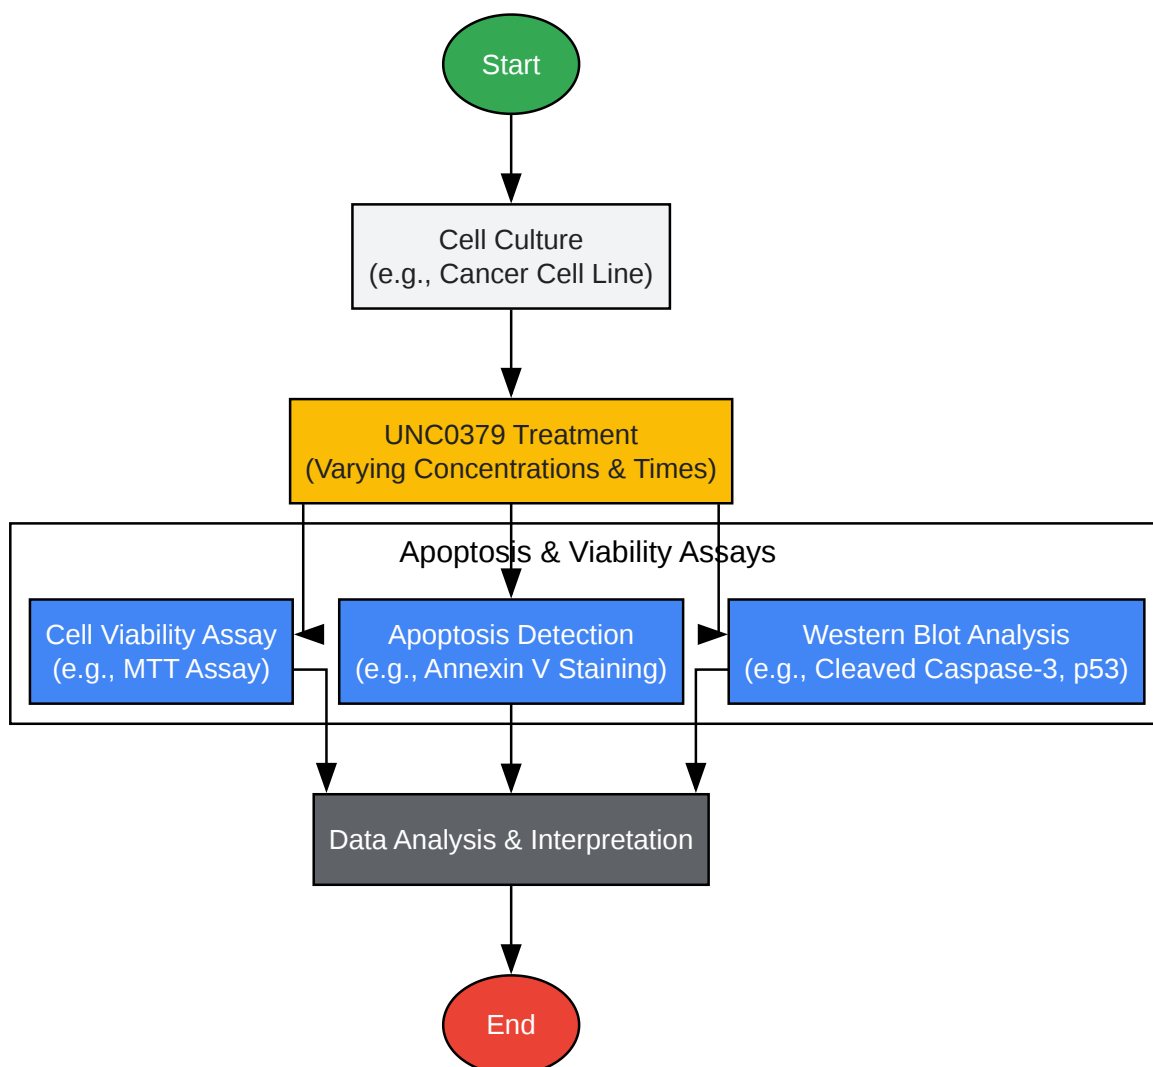 Start
Cell Culture
(e.g., Cancer Cell Line)
UNC0379 Treatment
(Varying Concentrations & Times)
Apoptosis & Viability Assays
Cell Viability Assay
(e.g., MTT Assay)
Apoptosis Detection
(e.g., Annexin V Staining)
Western Blot Analysis
(e.g., Cleaved Caspase-3, p53)
Data Analysis & Interpretation
End